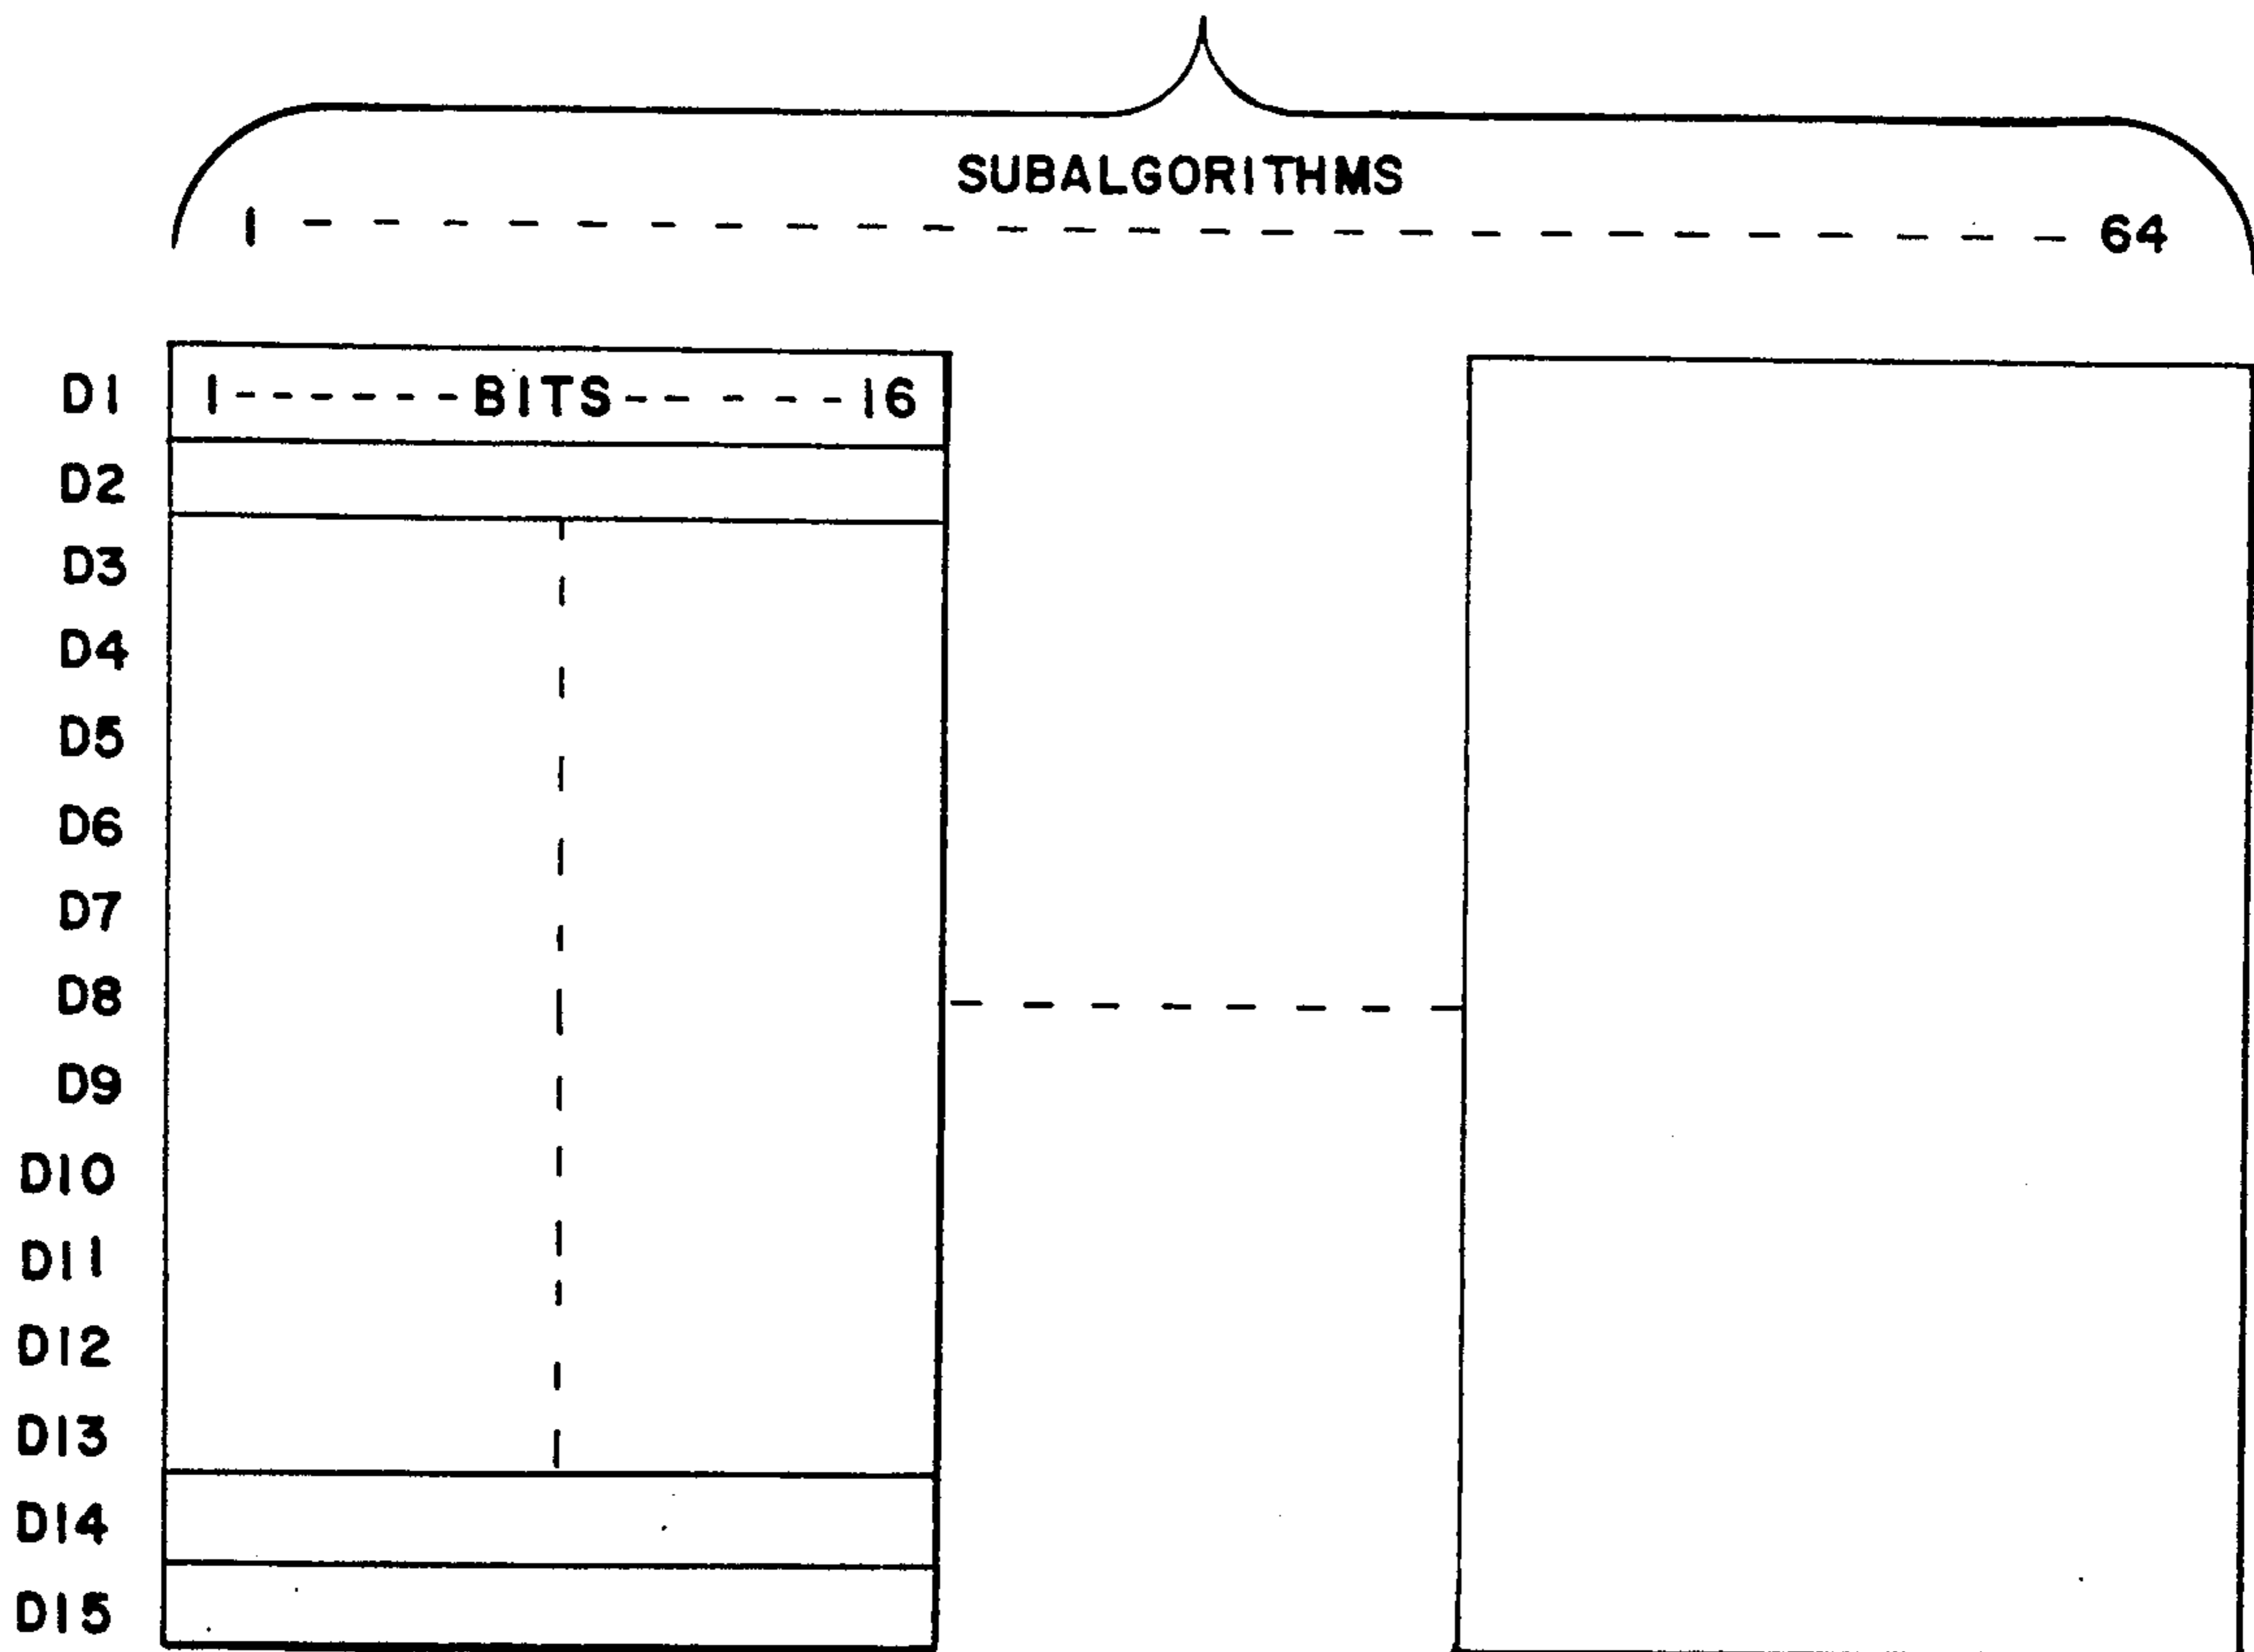 SUBALGORITHMS
1 - - - - - - - - - - - - - - - - - - - - - - - - - - 64
D1 1------BITS------16
D2
D3
D4
D5
D6
D7
D8
D9
D10
D11
D12
D13
D14
D15